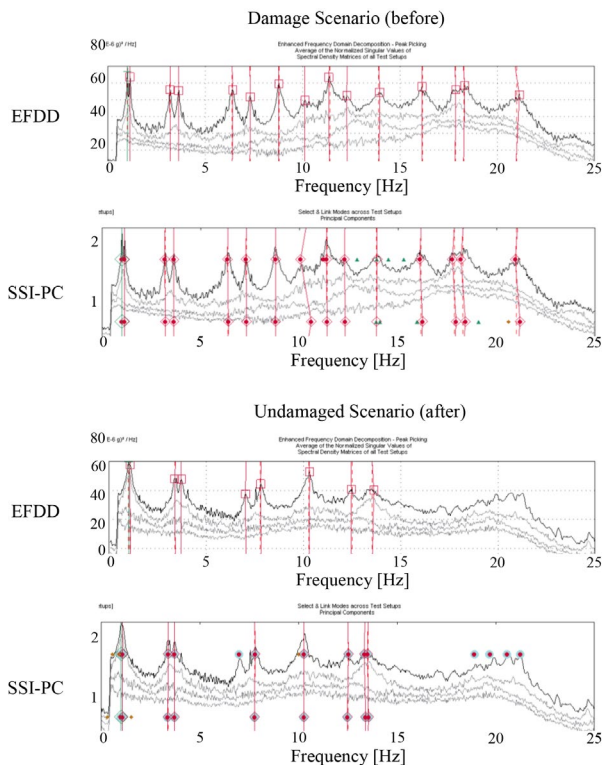 Damage Scenario (before)
80
E-6 g)² / Hz]
Enhanced Frequency Domain Decomposition - Peak Picking
Average of the Normalized Singular Values of
Spectral Density Matrices of all Test Setups
60
EFDD
40
20
5 10 15 20 25
Frequency [Hz]
etups]
Select & Link Modes across Test Setups
Principal Components
2
SSI-PC
1
5 10 15 20 25
Frequency [Hz]
Undamaged Scenario (after)
80
E-6 g)² / Hz]
Enhanced Frequency Domain Decomposition - Peak Picking
Average of the Normalized Singular Values of
Spectral Density Matrices of all Test Setups
60
EFDD
40
20
0
5 10 15 20 25
Frequency [Hz]
tups]
Select & Link Modes across Test Setups
Principal Components
2
SSI-PC
1
5 10 15 20 25
Frequency [Hz]